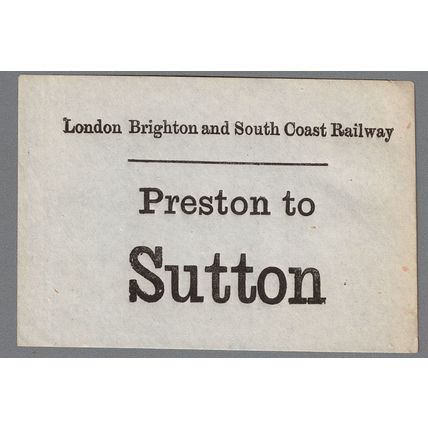 London Brighton and South Coast Railway
Preston to
Sutton